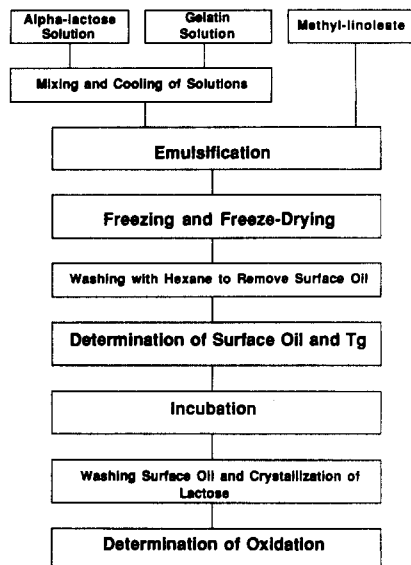 Alpha-lactose
Solution
Gelatin
Solution
Methyl-linoleate
Mixing and Cooling of Solutions
Emulsification
Freezing and Freeze-Drying
Washing with Hexane to Remove Surface Oil
Determination of Surface Oil and Tg
Incubation
Washing Surface Oil and Crystallization of
Lactose
Determination of Oxidation